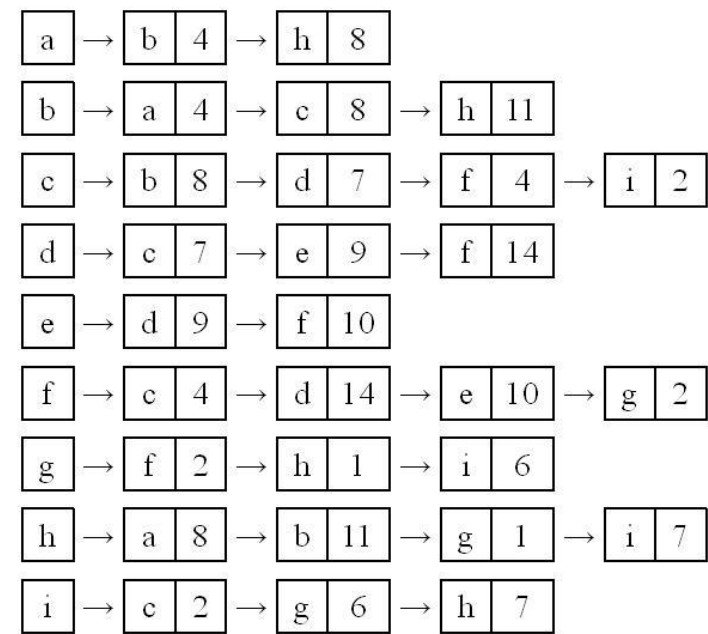 a → b 4 → h 8
b → a 4 → c 8 → h 11
c → b 8 → d 7 → f 4 → i 2
d → c 7 → e 9 → f 14
e → d 9 → f 10
f → c 4 → d 14 → e 10 → g 2
g → f 2 → h 1 → i 6
h → a 8 → b 11 → g 1 → i 7
i → c 2 → g 6 → h 7